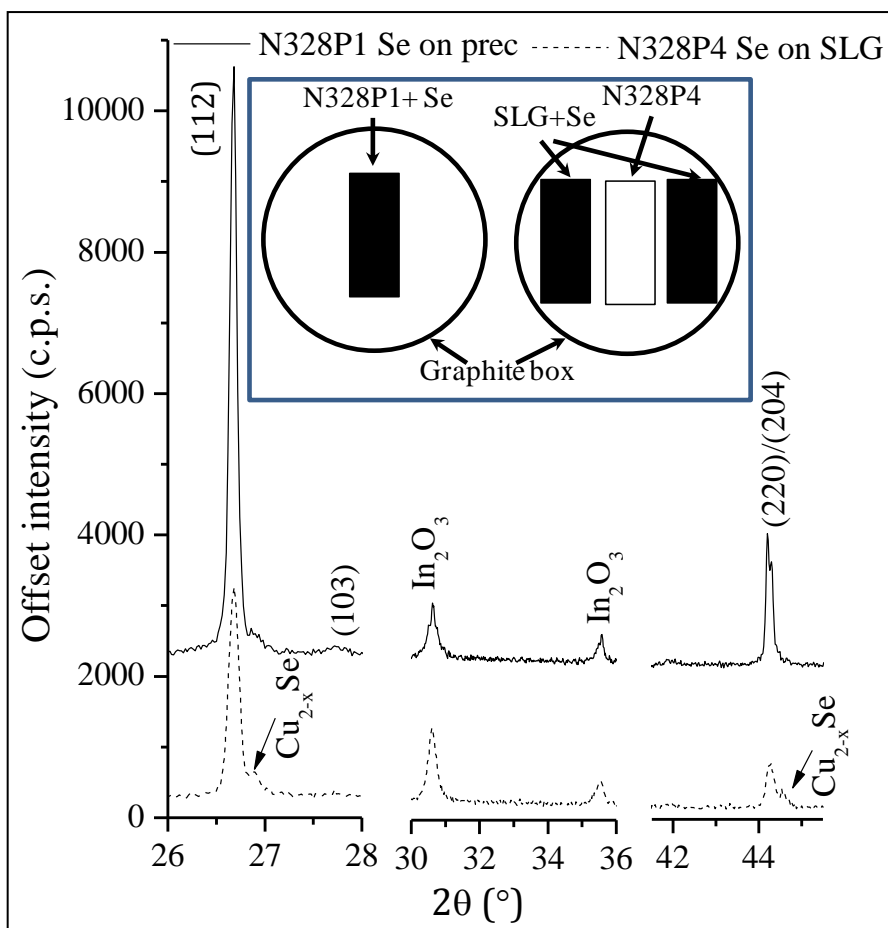 N328P1 Se on prec
N328P4 Se on SLG
N328P1+ Se
N328P4
SLG+Se
Graphite box
(112)
(103)
In2O3
In2O3
(220)/(204)
Cu2-xSe
Cu2-xSe
Offset intensity (c.p.s.)
10000
8000
6000
4000
2000
0
26
27
28
30
32
34
36
42
44
2θ (°)